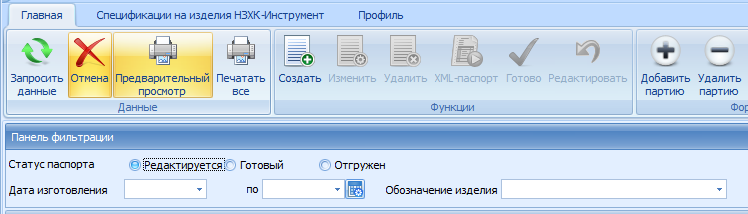 Главная Спецификации на изделия НЗХК-Инструмент Профиль
Запросить данные Отмена Предварительный просмотр Печатать все Создать Изменить Удалить XML-паспорт Готово Редактировать Добавить партию Удалить партию
Данные Функции Фор
Панель фильтрации
Статус паспорта Редактируется Готовый Отгружен
Дата изготовления по Обозначение изделия